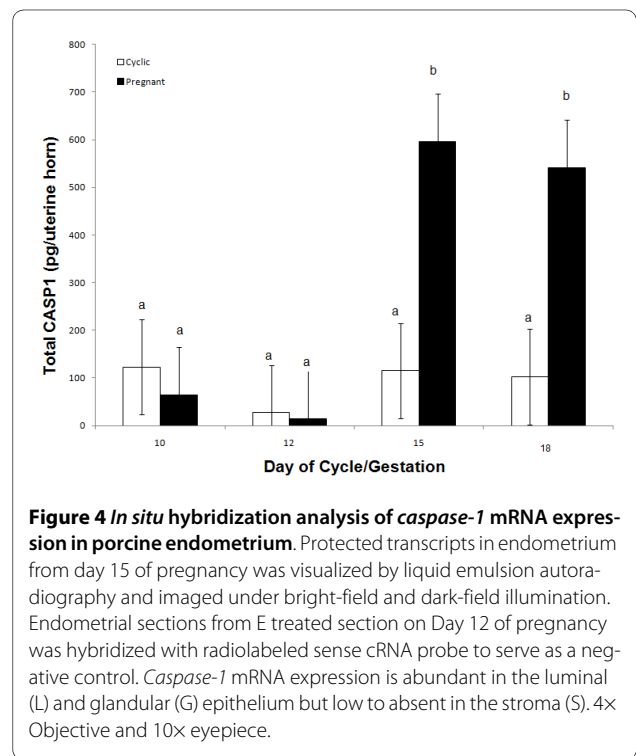 800
700
600
500
400
300
200
100
0
Total CASP1 (pg/uterine horn)
Cyclic
Pregnant
a
a
a
a
a
b
a
b
10
12
15
18
Day of Cycle/Gestation
Figure 4 In situ hybridization analysis of caspase-1 mRNA expres-
sion in porcine endometrium. Protected transcripts in endometrium
from day 15 of pregnancy was visualized by liquid emulsion autora-
diography and imaged under bright-field and dark-field illumination.
Endometrial sections from E treated section on Day 12 of pregnancy
was hybridized with radiolabeled sense cRNA probe to serve as a neg-
ative control. Caspase-1 mRNA expression is abundant in the luminal
(L) and glandular (G) epithelium but low to absent in the stroma (S). 4×
Objective and 10× eyepiece.